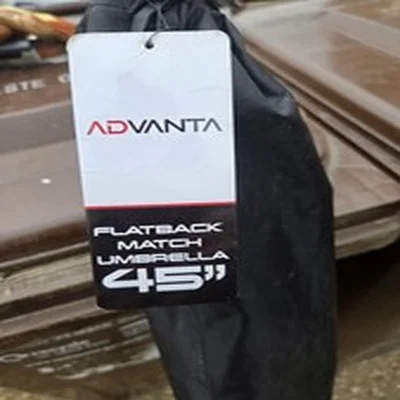 ADVANTA
FLATBACK
MATCH
UMBRELLA
45”